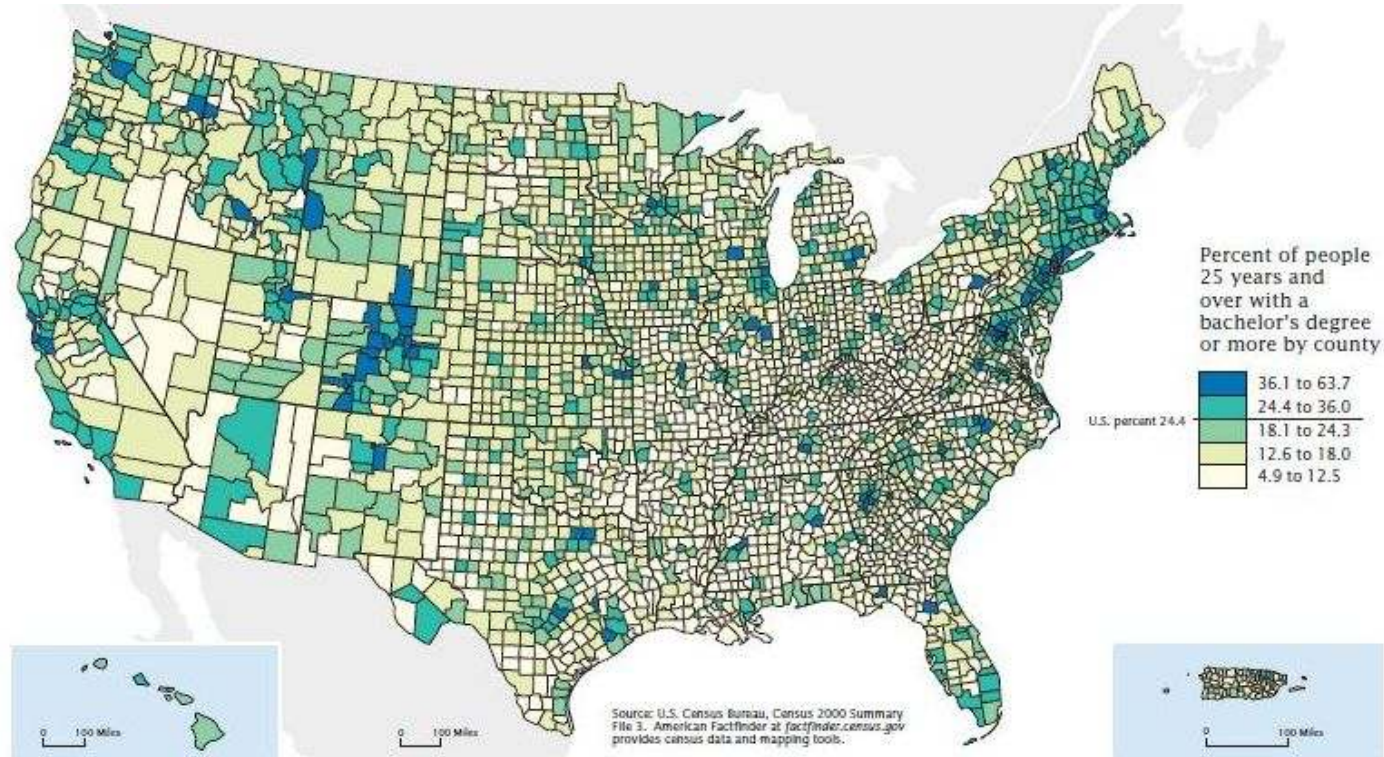 Percent of people
25 years and
over with a
bachelor's degree
or more by county
36.1 to 63.7
24.4 to 36.0
U.S. percent 24.4
18.1 to 24.3
12.6 to 18.0
4.9 to 12.5
Source: U.S. Census Bureau, Census 2000 Summary
File 3. American Factfinder at factfinder.census.gov
provides census data and mapping tools.
0 100 Miles
0 100 Miles
0 100 Miles